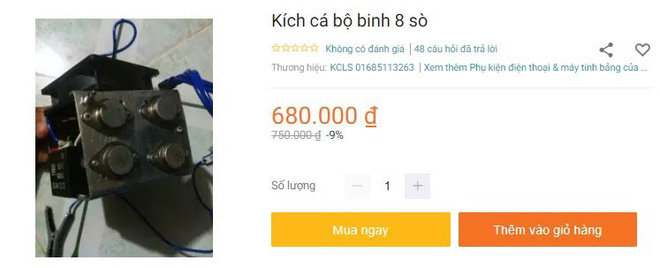 Kích cá bộ binh 8 sò
Không có đánh giá | 48 câu hỏi đã trả lời
Thương hiệu: KCLS 01685113263 | Xem thêm Phụ kiện điện thoại & máy tính bảng của ...
680.000 ₫
750.000 ₫ -9%
Số lượng − 1 +
Mua ngay Thêm vào giỏ hàng